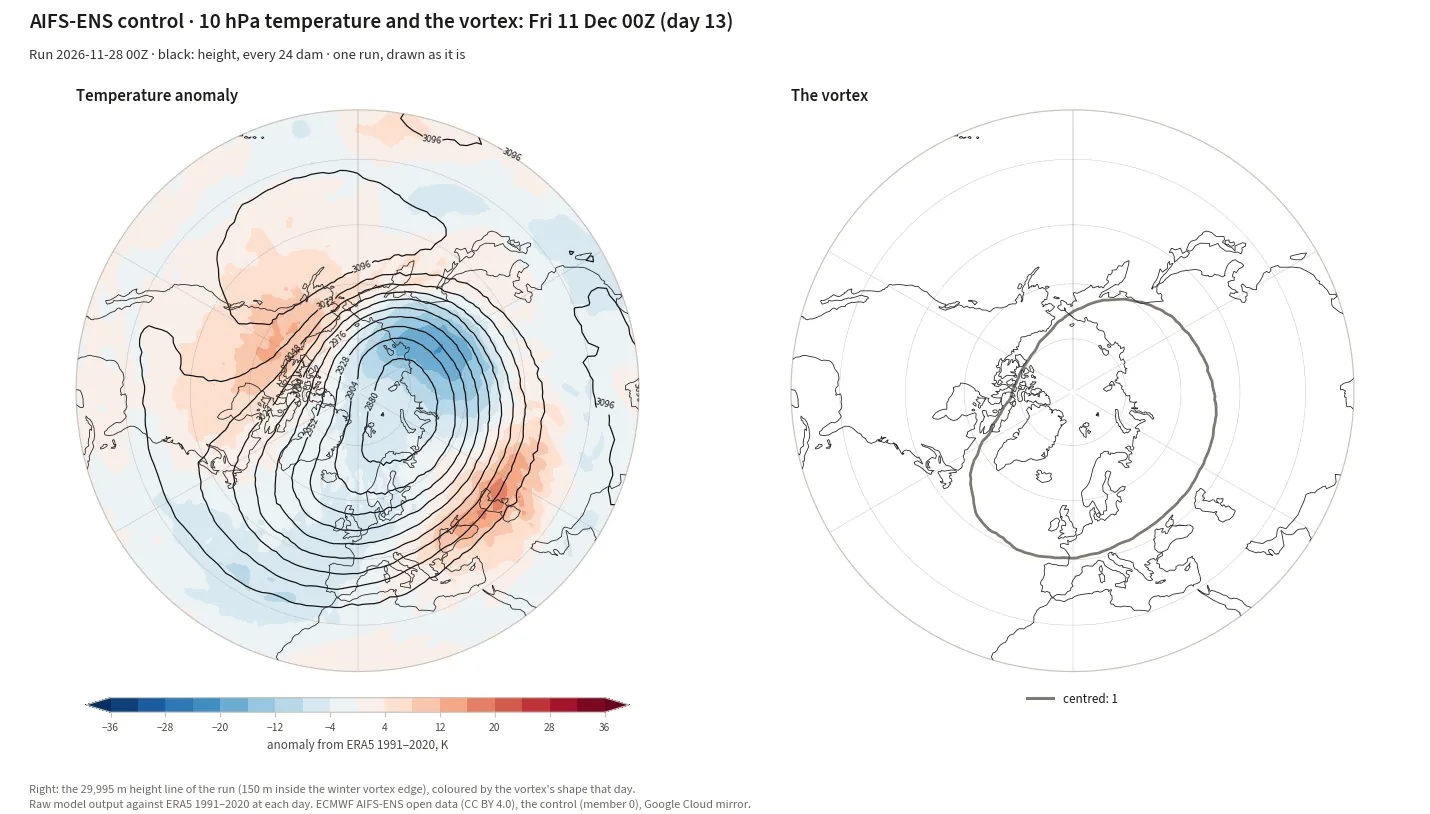 AIFS-ENS control · 10 hPa temperature and the vortex: Fri 11 Dec 00Z (day 13)
Run 2026-11-28 00Z · black: height, every 24 dam · one run, drawn as it is
Temperature anomaly
The vortex
3096
3096
3096
3072
2976
3048
2928
2904
2880
2952
3096
−36 −28 −20 −12 −4 4 12 20 28 36
anomaly from ERA5 1991–2020, K
centred: 1
Right: the 29,995 m height line of the run (150 m inside the winter vortex edge), coloured by the vortex's shape that day.
Raw model output against ERA5 1991–2020 at each day. ECMWF AIFS-ENS open data (CC BY 4.0), the control (member 0), Google Cloud mirror.